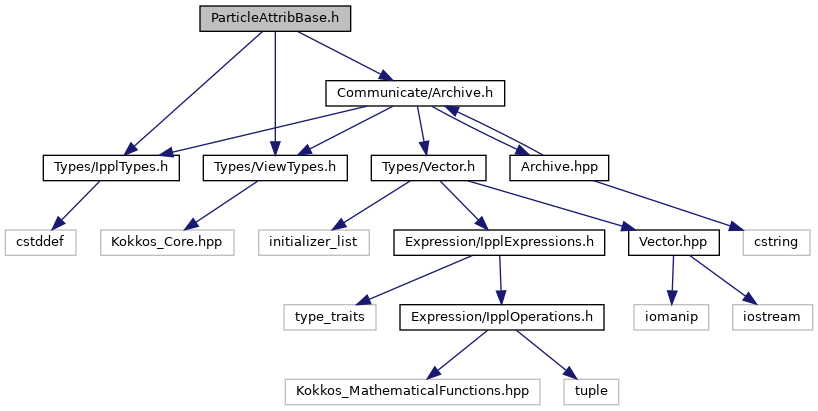 ParticleAttribBase.h
Communicate/Archive.h
Types/IpplTypes.h
Types/ViewTypes.h
Types/Vector.h
Archive.hpp
cstddef
Kokkos_Core.hpp
initializer_list
Expression/IpplExpressions.h
Vector.hpp
cstring
type_traits
Expression/IpplOperations.h
iomanip
iostream
Kokkos_MathematicalFunctions.hpp
tuple